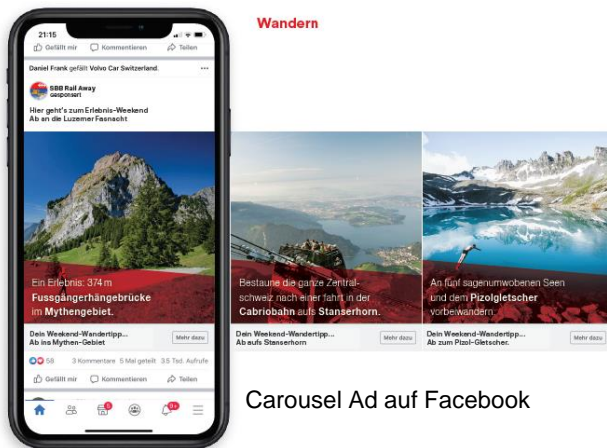 Wandern
21:15
Gefällt mir Kommentieren Teilen
Daniel Frank gefällt Volvo Car Switzerland.
SBB Rail Away
Gesponsert
Hier geht's zum Erlebnis-Weekend
Ab an die Luzerner Fasnacht
Ein Erlebnis: 374 m
Fussgängerhängebrücke
im Mythengebiet.
Dein Weekend-Wandertipp...
Ab ins Mythen-Gebiet
Mehr dazu
Bestaune die ganze Zentral-
schweiz nach einer fahrt in der
Cabriobahn aufs Stanserhorn.
Dein Weekend-Wandertipp...
Ab aufs Stanserhorn
Mehr dazu
An fünf sagenumwobenen Seen
und dem Pizolgletscher
vorbeiwandern.
Dein Weekend-Wandertipp...
Ab zum Pizol-Gletscher.
Mehr dazu
58 3 Kommentare 5 Mal geteilt 3.5 Tsd. Aufrufe
Gefällt mir Kommentieren Teilen
9+
Carousel Ad auf Facebook